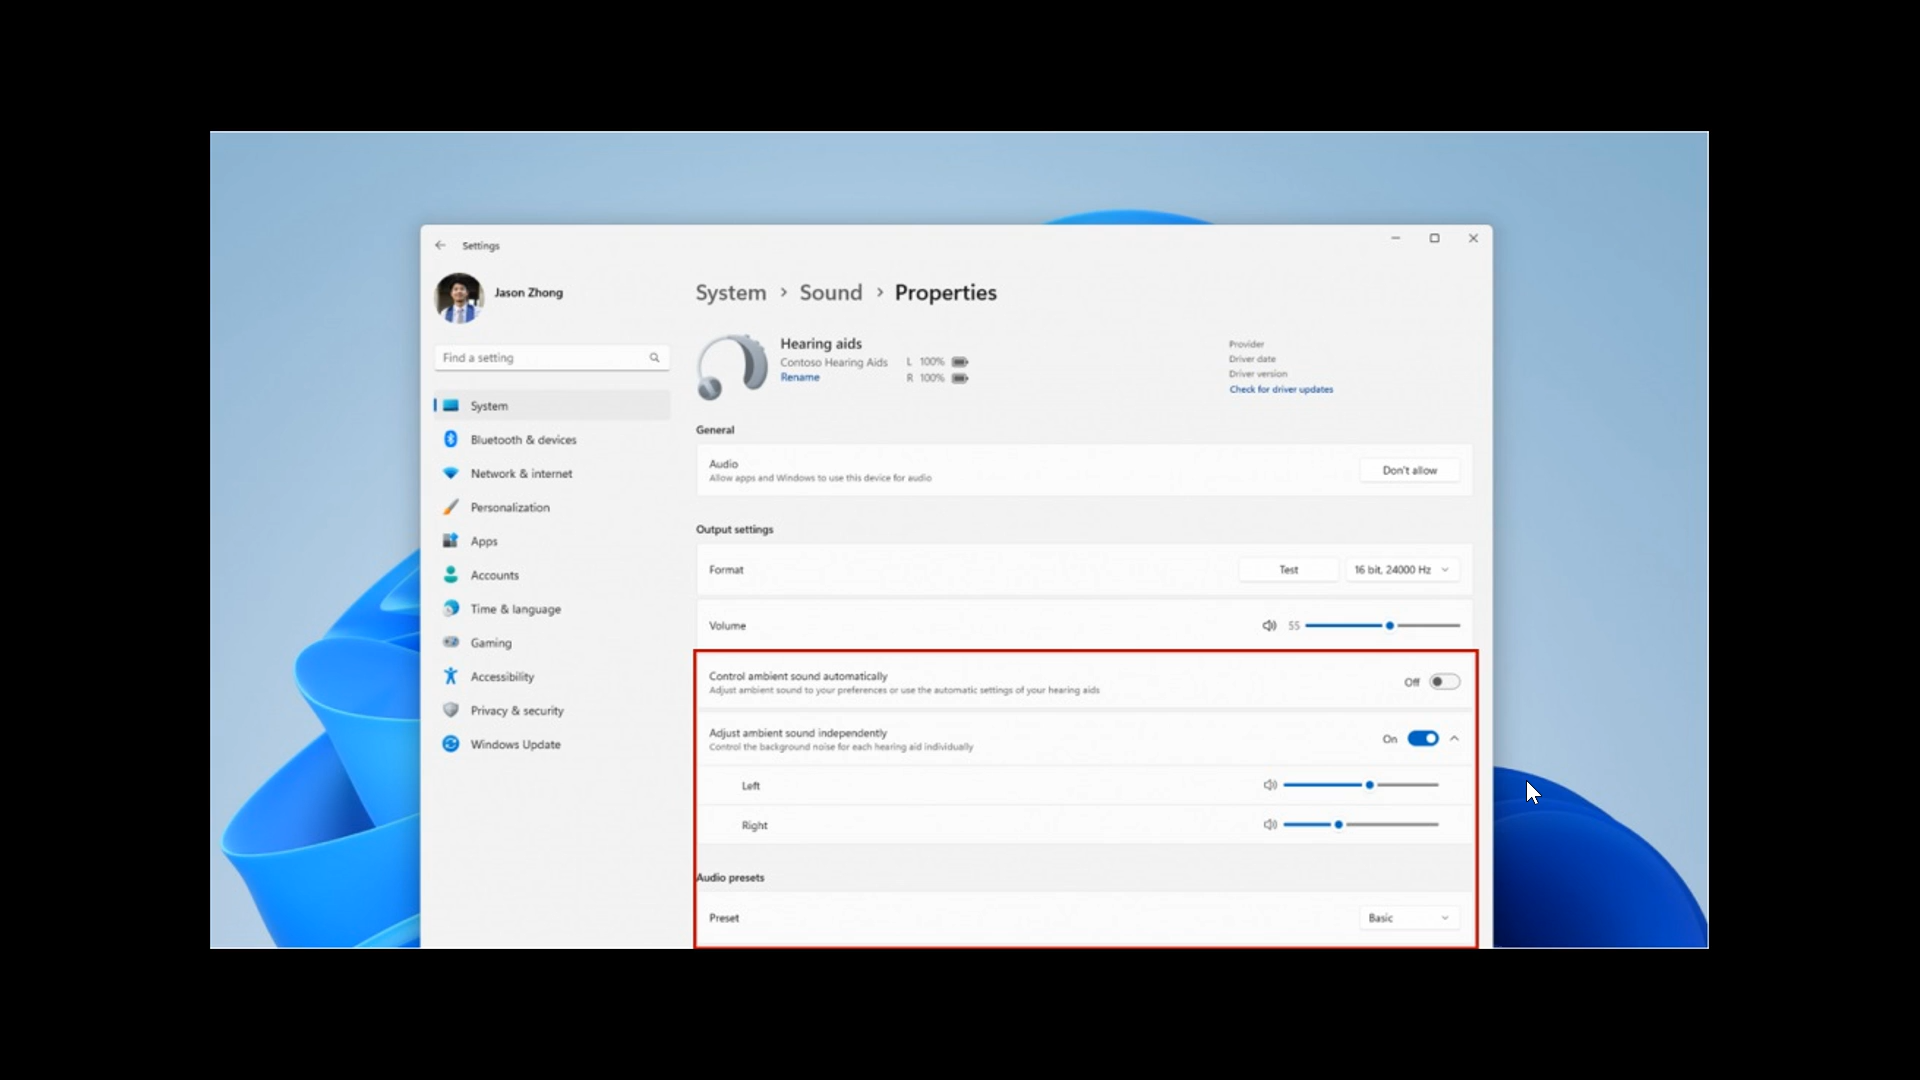 Settings
Jason Zhong
Find a setting
System
Bluetooth & devices
Network & internet
Personalization
Apps
Accounts
Time & language
Gaming
Accessibility
Privacy & security
Windows Update
System > Sound > Properties
Hearing aids
Contoso Hearing Aids L 100%
Rename R 100%
Provider
Driver date
Driver version
Check for driver updates
General
Audio
Allow apps and Windows to use this device for audio
Don't allow
Output settings
Format Test 16 bit, 24000 Hz
Volume 55
Control ambient sound automatically
Adjust ambient sound to your preferences or use the automatic settings of your hearing aids
Off
Adjust ambient sound independently
Control the background noise for each hearing aid individually
On
Left
Right
Audio presets
Preset Basic